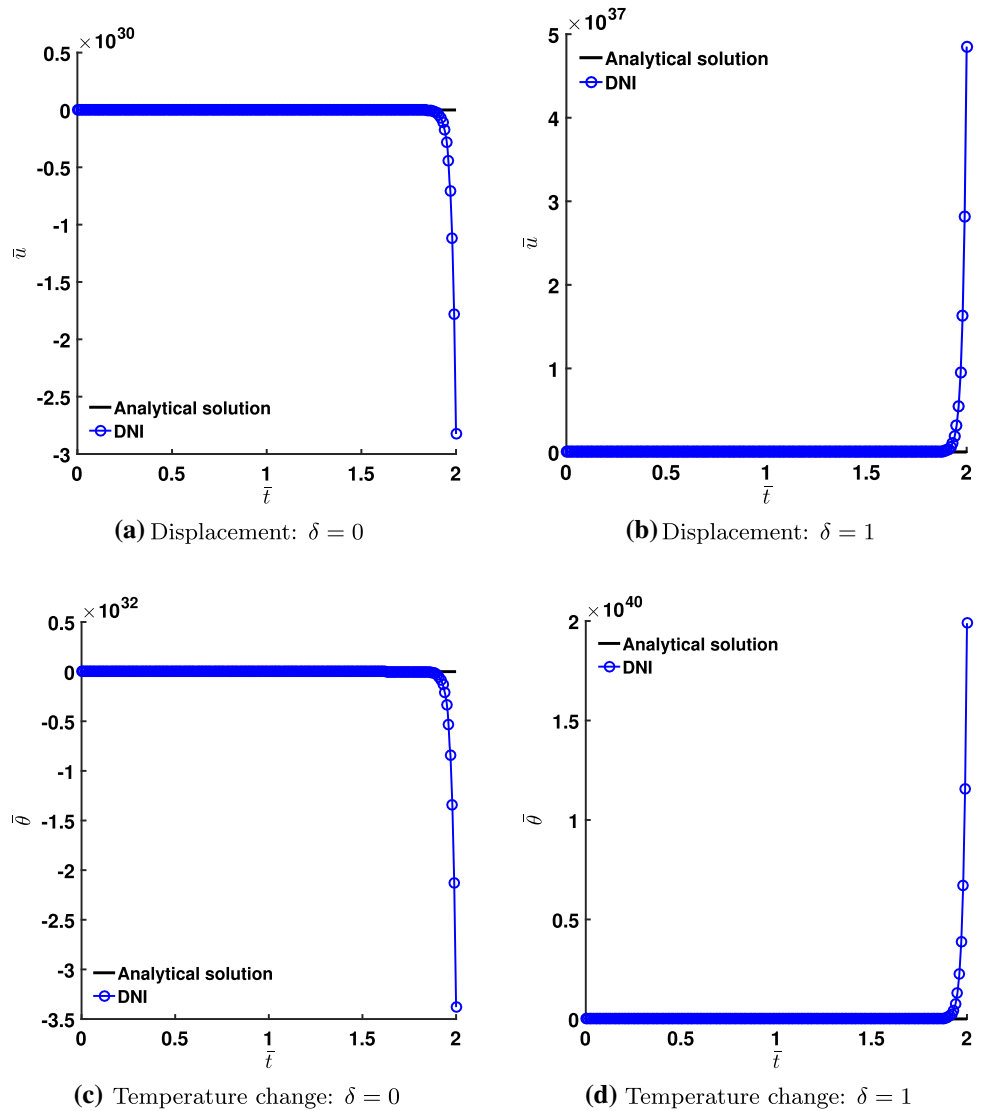 × 10^30
0.5
0
-0.5
-1
-1.5
-2
-2.5
-3
ū
Analytical solution
DNI
0 0.5 1 1.5 2
t̄
(a) Displacement: δ = 0
× 10^37
5
4
3
2
1
0
ū
Analytical solution
DNI
0 0.5 1 1.5 2
t̄
(b) Displacement: δ = 1
× 10^32
0.5
0
-0.5
-1
-1.5
-2
-2.5
-3
-3.5
θ̄
Analytical solution
DNI
0 0.5 1 1.5 2
t̄
(c) Temperature change: δ = 0
× 10^40
2
1.5
1
0.5
0
θ̄
Analytical solution
DNI
0 0.5 1 1.5 2
t̄
(d) Temperature change: δ = 1